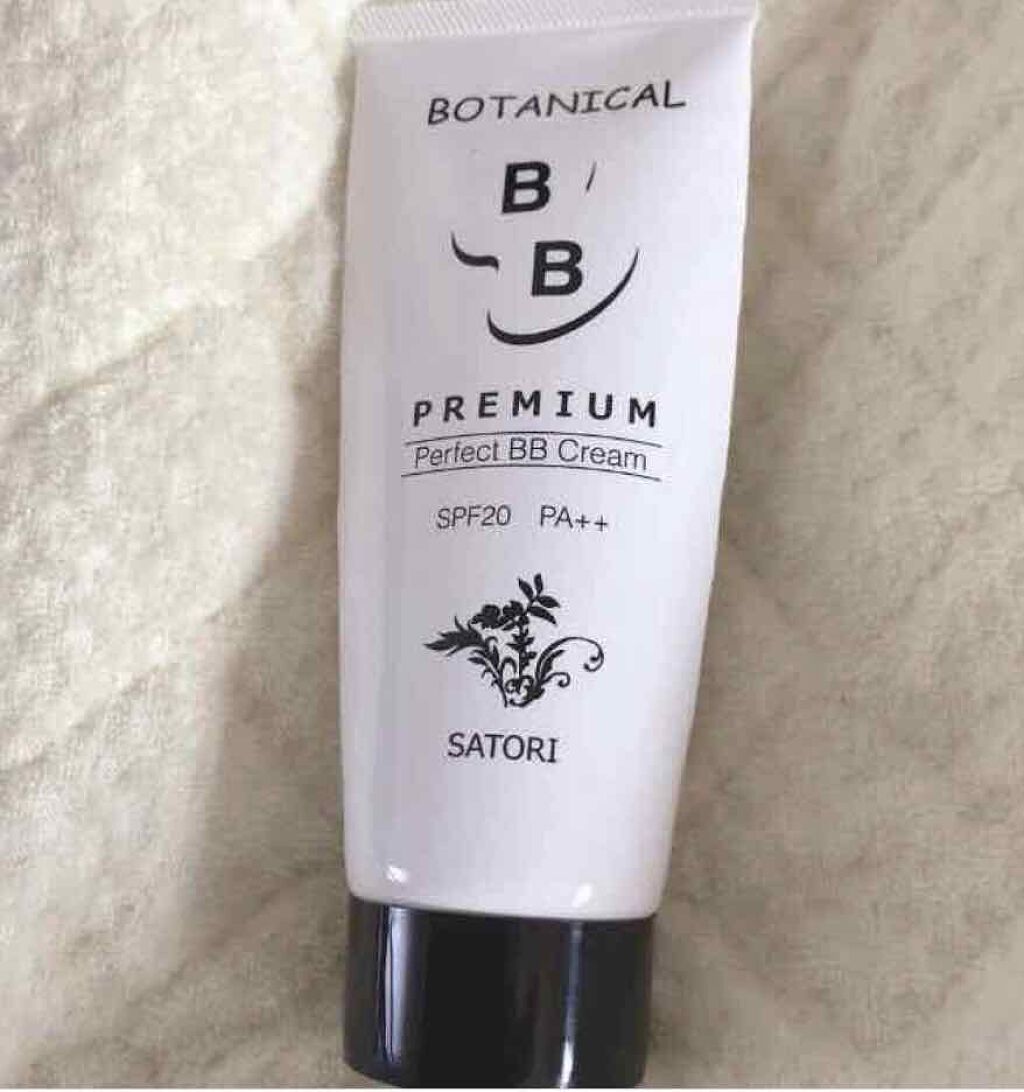 BOTANICAL
B
B
PREMIUM
Perfect BB Cream
SPF20 PA++
SATORI